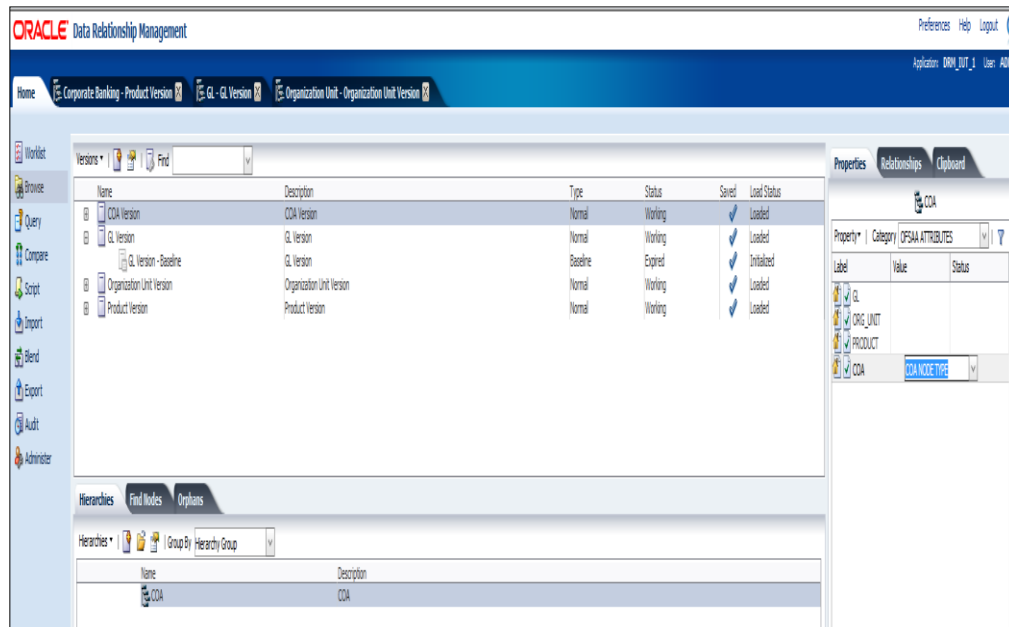 ORACLE Data Relationship Management
Preferences Help Logout
Application: DRM_IUT_1 User: AD
Home Corporate Banking - Product Version GL - GL Version Organization Unit - Organization Unit Version
Worklist
Browse
Query
Compare
Script
Import
Blend
Export
Audit
Administer
Versions Find
Name Description Type Status Saved Load Status
COA Version COA Version Normal Working Loaded
GL Version GL Version Normal Working Loaded
GL Version - Baseline GL Version Baseline Expired Initialized
Organization Unit Version Organization Unit Version Normal Working Loaded
Product Version Product Version Normal Working Loaded
Hierarchies Find Nodes Orphans
Hierarchies Group By Hierarchy Group
Name Description
COA COA
Properties Relationships Clipboard
COA
Property Category OFSAA ATTRIBUTES
Label Value Status
GL
ORG_UNIT
PRODUCT
COA COA NODE TYPE